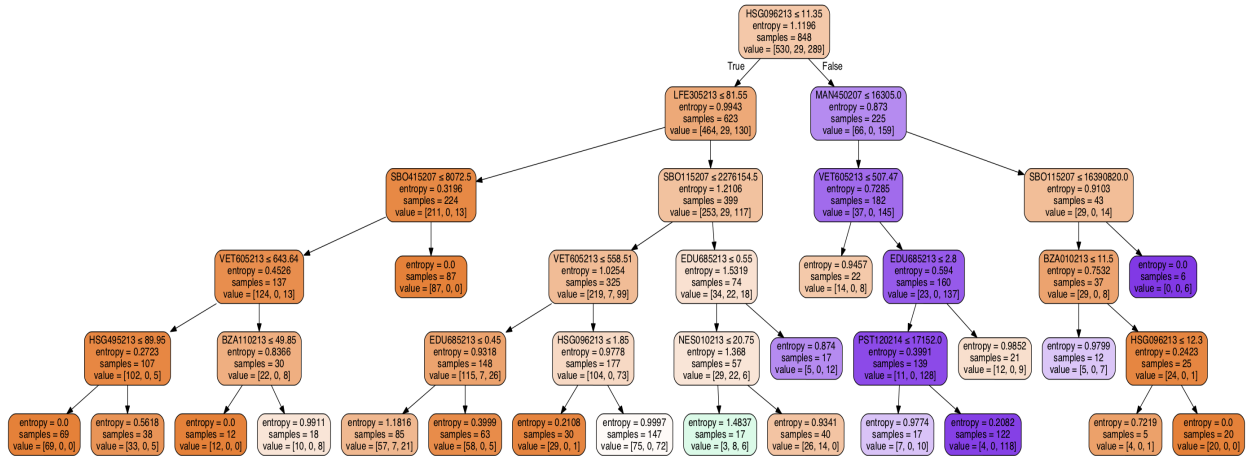 HSG096213 ≤ 11.35
entropy = 1.1196
samples = 848
value = [530, 29, 289]
True
False
LFE305213 ≤ 81.55
entropy = 0.9943
samples = 623
value = [464, 29, 130]
MAN450207 ≤ 16305.0
entropy = 0.873
samples = 225
value = [66, 0, 159]
SBO415207 ≤ 8072.5
entropy = 0.3196
samples = 224
value = [211, 0, 13]
SBO115207 ≤ 2276154.5
entropy = 1.2106
samples = 399
value = [253, 29, 117]
VET605213 ≤ 507.47
entropy = 0.7285
samples = 182
value = [37, 0, 145]
SBO115207 ≤ 16390820.0
entropy = 0.9103
samples = 43
value = [29, 0, 14]
VET605213 ≤ 643.64
entropy = 0.4526
samples = 137
value = [124, 0, 13]
entropy = 0.0
samples = 87
value = [87, 0, 0]
VET605213 ≤ 558.51
entropy = 1.0254
samples = 325
value = [219, 7, 99]
EDU685213 ≤ 0.55
entropy = 1.5319
samples = 74
value = [34, 22, 18]
entropy = 0.9457
samples = 22
value = [14, 0, 8]
EDU685213 ≤ 2.8
entropy = 0.594
samples = 160
value = [23, 0, 137]
BZA010213 ≤ 11.5
entropy = 0.7532
samples = 37
value = [29, 0, 8]
entropy = 0.0
samples = 6
value = [0, 0, 6]
HSG495213 ≤ 89.95
entropy = 0.2723
samples = 107
value = [102, 0, 5]
BZA110213 ≤ 49.85
entropy = 0.8366
samples = 30
value = [22, 0, 8]
EDU685213 ≤ 0.45
entropy = 0.9318
samples = 148
value = [115, 7, 26]
HSG096213 ≤ 1.85
entropy = 0.9778
samples = 177
value = [104, 0, 73]
NES010213 ≤ 20.75
entropy = 1.368
samples = 57
value = [29, 22, 6]
entropy = 0.874
samples = 17
value = [5, 0, 12]
PST120214 ≤ 17152.0
entropy = 0.3991
samples = 139
value = [11, 0, 128]
entropy = 0.9852
samples = 21
value = [12, 0, 9]
entropy = 0.9799
samples = 12
value = [5, 0, 7]
HSG096213 ≤ 12.3
entropy = 0.2423
samples = 25
value = [24, 0, 1]
entropy = 0.0
samples = 69
value = [69, 0, 0]
entropy = 0.5618
samples = 38
value = [33, 0, 5]
entropy = 0.0
samples = 12
value = [12, 0, 0]
entropy = 0.9911
samples = 18
value = [10, 0, 8]
entropy = 1.1816
samples = 85
value = [57, 7, 21]
entropy = 0.3999
samples = 63
value = [58, 0, 5]
entropy = 0.2108
samples = 30
value = [29, 0, 1]
entropy = 0.9997
samples = 147
value = [75, 0, 72]
entropy = 1.4837
samples = 17
value = [3, 8, 6]
entropy = 0.9341
samples = 40
value = [26, 14, 0]
entropy = 0.9774
samples = 17
value = [7, 0, 10]
entropy = 0.2082
samples = 122
value = [4, 0, 118]
entropy = 0.7219
samples = 5
value = [4, 0, 1]
entropy = 0.0
samples = 20
value = [20, 0, 0]